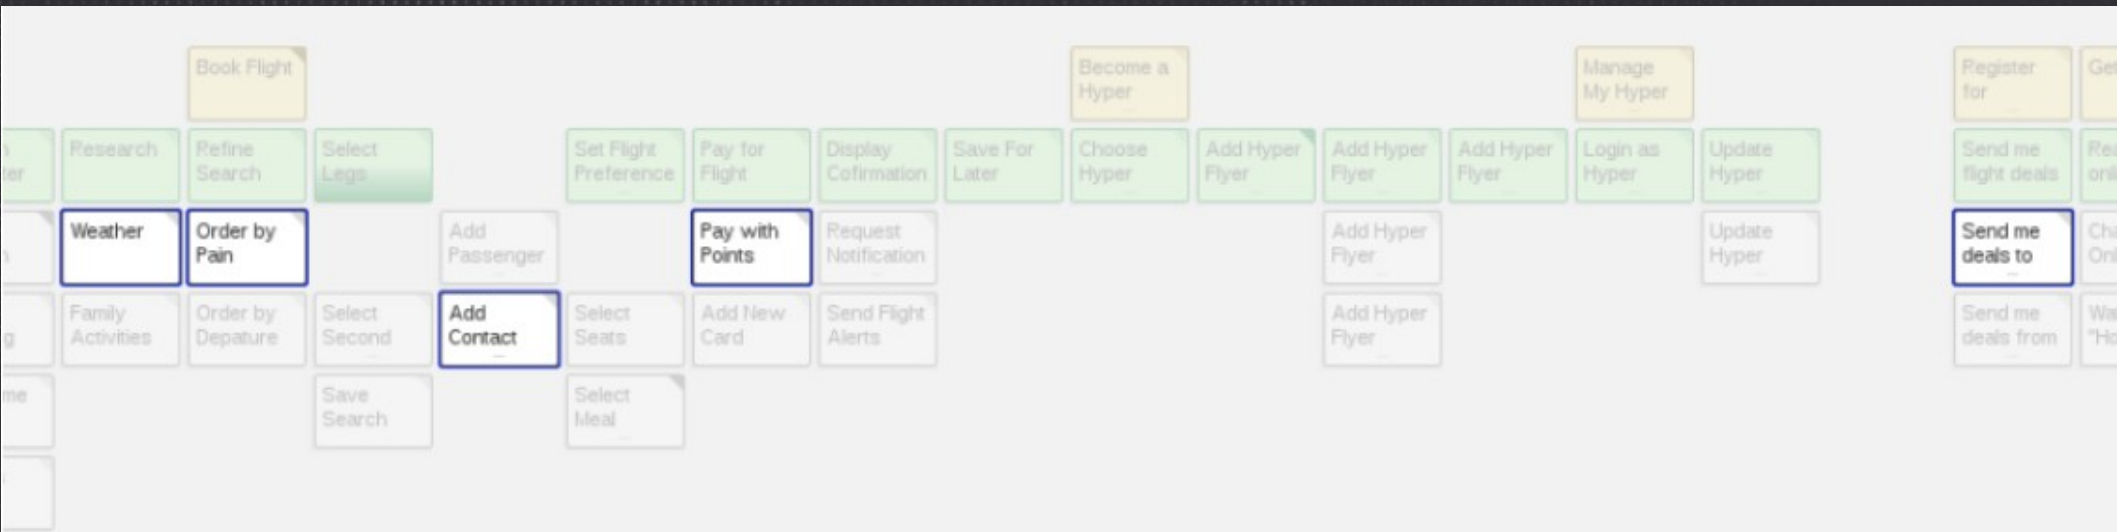 Book Flight
Become a
Hyper
Manage
My Hyper
Register
for
Get
ter
Research
Refine
Search
Select
Legs
Set Flight
Preference
Pay for
Flight
Display
Cofirmation
Save For
Later
Choose
Hyper
Add Hyper
Flyer
Add Hyper
Flyer
Add Hyper
Flyer
Login as
Hyper
Update
Hyper
Send me
flight deals
Weather
Order by
Pain
Add
Passenger
Pay with
Points
Request
Notification
Add Hyper
Flyer
Update
Hyper
Send me
deals to
g
Family
Activities
Order by
Depature
Select
Second
Add
Contact
Select
Seats
Add New
Card
Send Flight
Alerts
Add Hyper
Flyer
Send me
deals from
me
Save
Search
Select
Meal